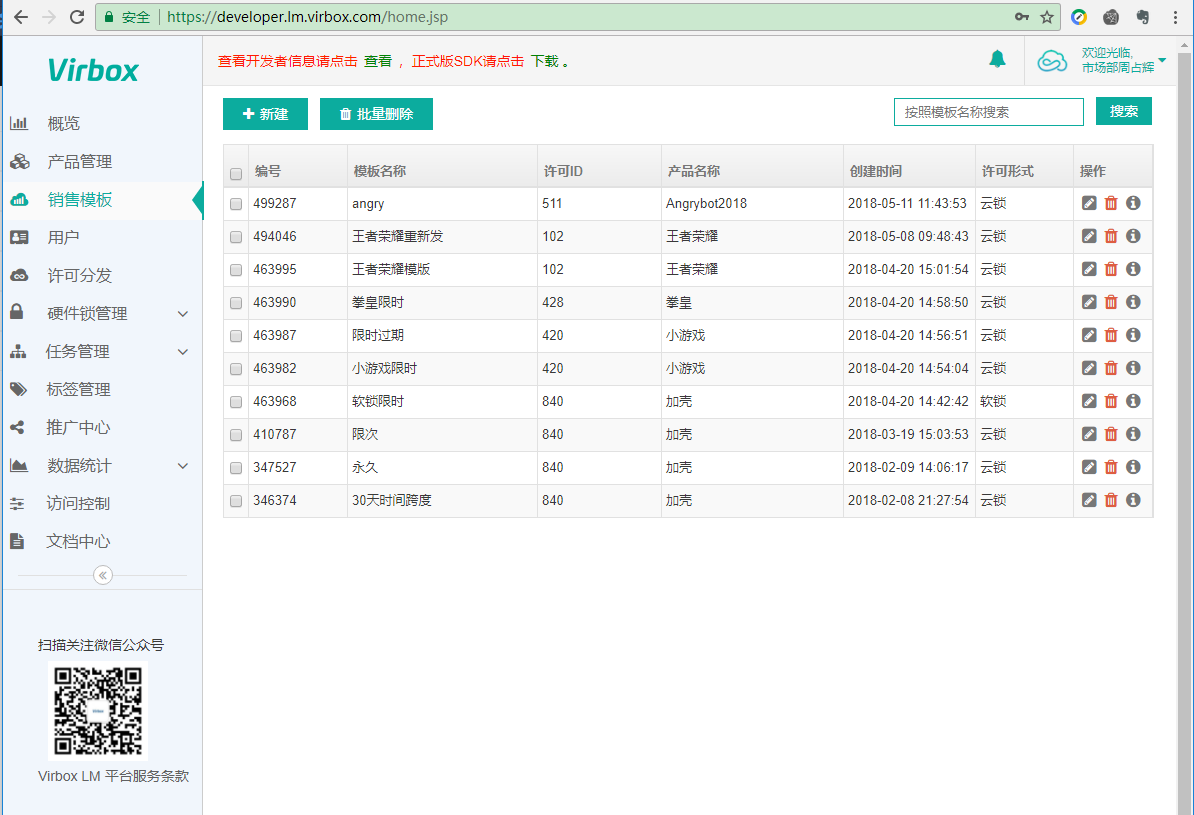 安全 https://developer.lm.virbox.com/home.jsp
Virbox
查看开发者信息请点击 查看 ，正式版SDK请点击 下载 。
欢迎光临,
市场部周占辉
概览
产品管理
销售模板
用户
许可分发
硬件锁管理
任务管理
标签管理
推广中心
数据统计
访问控制
文档中心
扫描关注微信公众号
Virbox LM 平台服务条款
新建 批量删除 按照模板名称搜索 搜索
编号 模板名称 许可ID 产品名称 创建时间 许可形式 操作
499287 angry 511 Angrybot2018 2018-05-11 11:43:53 云锁
494046 王者荣耀重新发 102 王者荣耀 2018-05-08 09:48:43 云锁
463995 王者荣耀模版 102 王者荣耀 2018-04-20 15:01:54 云锁
463990 拳皇限时 428 拳皇 2018-04-20 14:58:50 云锁
463987 限时过期 420 小游戏 2018-04-20 14:56:51 云锁
463982 小游戏限时 420 小游戏 2018-04-20 14:54:04 云锁
463968 软锁限时 840 加壳 2018-04-20 14:42:42 软锁
410787 限次 840 加壳 2018-03-19 15:03:53 云锁
347527 永久 840 加壳 2018-02-09 14:06:17 云锁
346374 30天时间跨度 840 加壳 2018-02-08 21:27:54 云锁